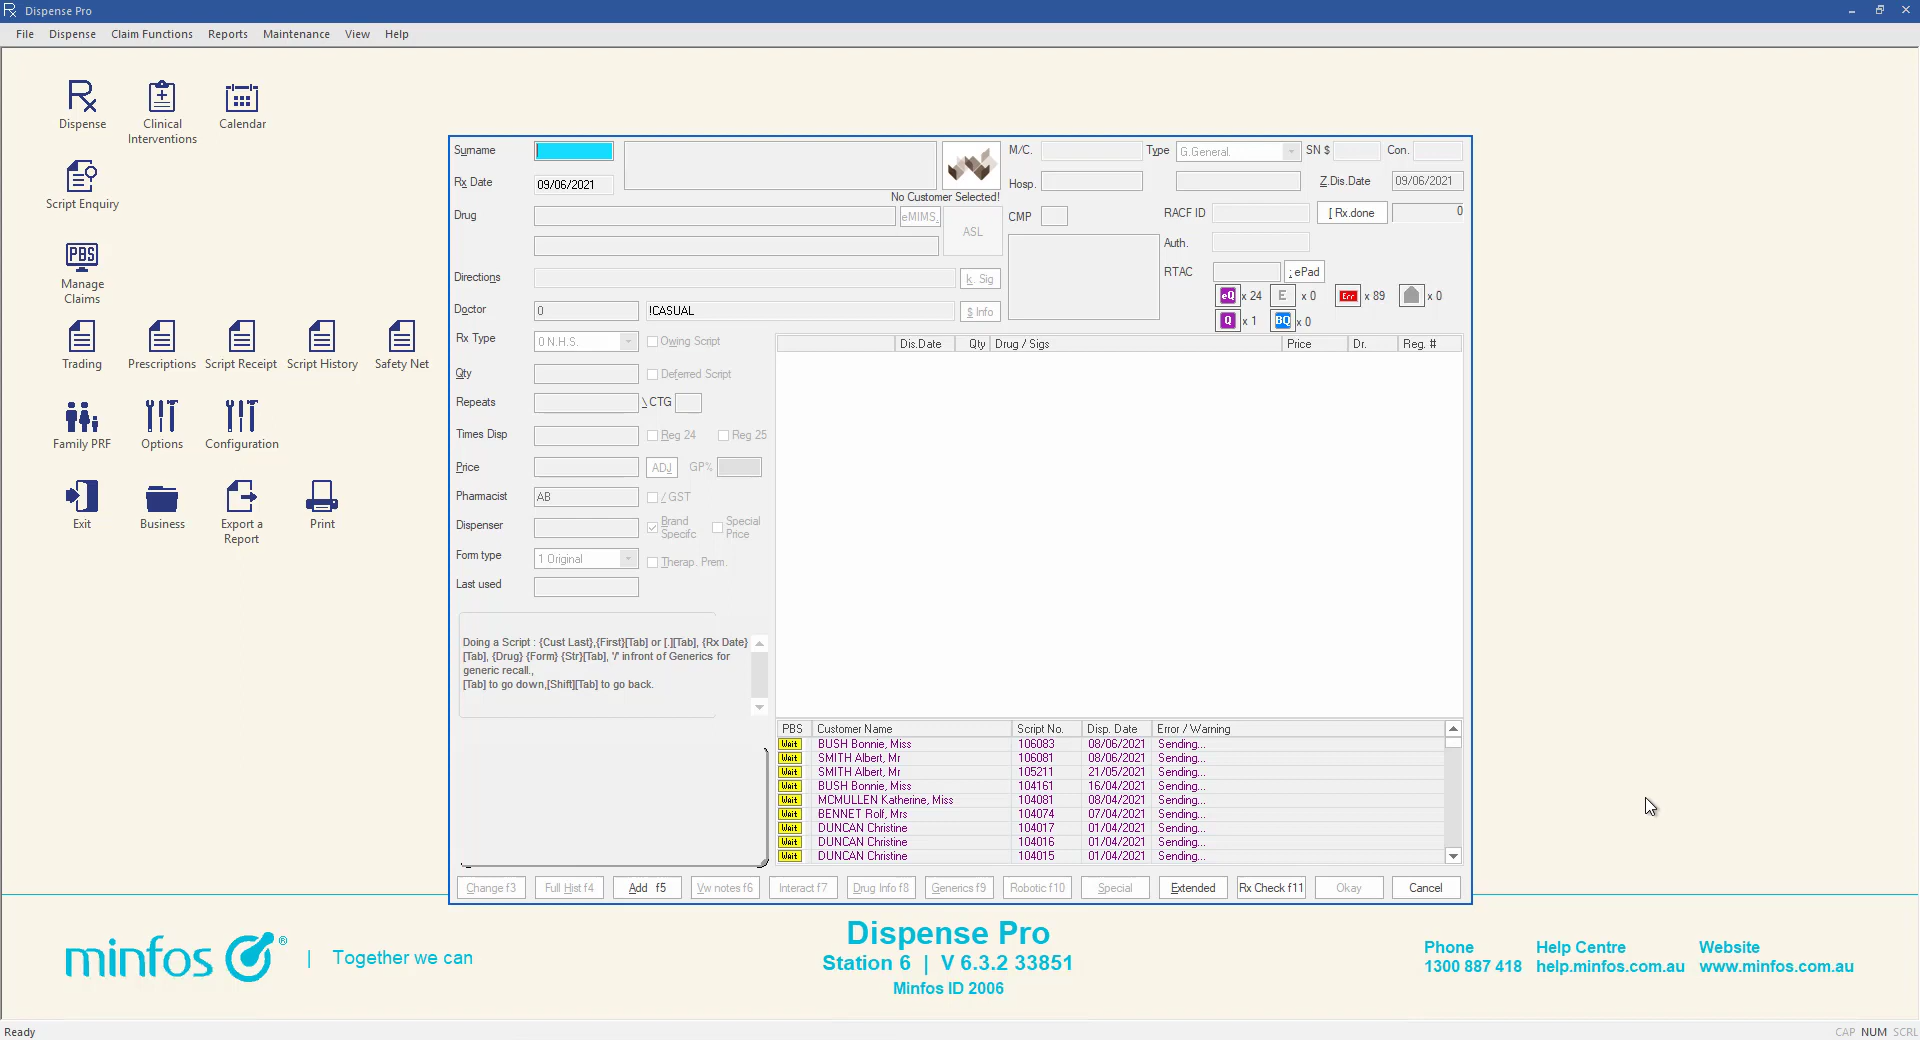 Dispense Pro
File Dispense Claim Functions Reports Maintenance View Help
Dispense
Clinical Interventions
Calendar
Script Enquiry
PBS
Manage Claims
Trading
Prescriptions
Script Receipt
Script History
Safety Net
Family PRF
Options
Configuration
Exit
Business
Export a Report
Print
Surname
No Customer Selected!
M/C. Type G.General. SN $ Con.
Rx Date 09/06/2021
Hosp. Z.Dis.Date 09/06/2021
Drug eMIMS. ASL CMP
RACF ID [ Rx.done 0
Auth.
Directions k. Sig
RTAC ; ePad
eQ x 24 E x 0 Err x 89 x 0
Q x 1 BQ x 0
Doctor 0 !CASUAL $ Info
Rx Type 0 N.H.S. Owing Script
Qty Deferred Script
Repeats \ CTG
Times Disp Reg 24 Reg 25
Price ADJ GP%
Pharmacist AB / GST
Dispenser Brand Specifc Special Price
Form type 1 Original Therap. Prem.
Last used
Dis.Date Qty Drug / Sigs Price Dr. Reg. #
Doing a Script : {Cust Last},{First}[Tab] or [.][Tab], {Rx Date}
[Tab], {Drug} {Form} {Str}[Tab], '/' infront of Generics for
generic recall.,
[Tab] to go down,[Shift][Tab] to go back.
PBS Customer Name Script No. Disp. Date Error / Warning
Wait BUSH Bonnie, Miss 106083 08/06/2021 Sending...
Wait SMITH Albert, Mr 106081 08/06/2021 Sending...
Wait SMITH Albert, Mr 105211 21/05/2021 Sending...
Wait BUSH Bonnie, Miss 104161 16/04/2021 Sending...
Wait MCMULLEN Katherine, Miss 104081 08/04/2021 Sending...
Wait BENNET Rolf, Mrs 104074 07/04/2021 Sending...
Wait DUNCAN Christine 104017 01/04/2021 Sending...
Wait DUNCAN Christine 104016 01/04/2021 Sending...
Wait DUNCAN Christine 104015 01/04/2021 Sending...
Change f3 Full Hist f4 Add f5 Vw notes f6 Interact f7 Drug Info f8 Generics f9 Robotic f10 Special Extended Rx Check f11 Okay Cancel
minfos ® | Together we can
Dispense Pro
Station 6 | V 6.3.2 33851
Minfos ID 2006
Phone
1300 887 418
Help Centre
help.minfos.com.au
Website
www.minfos.com.au
Ready CAP NUM SCRL